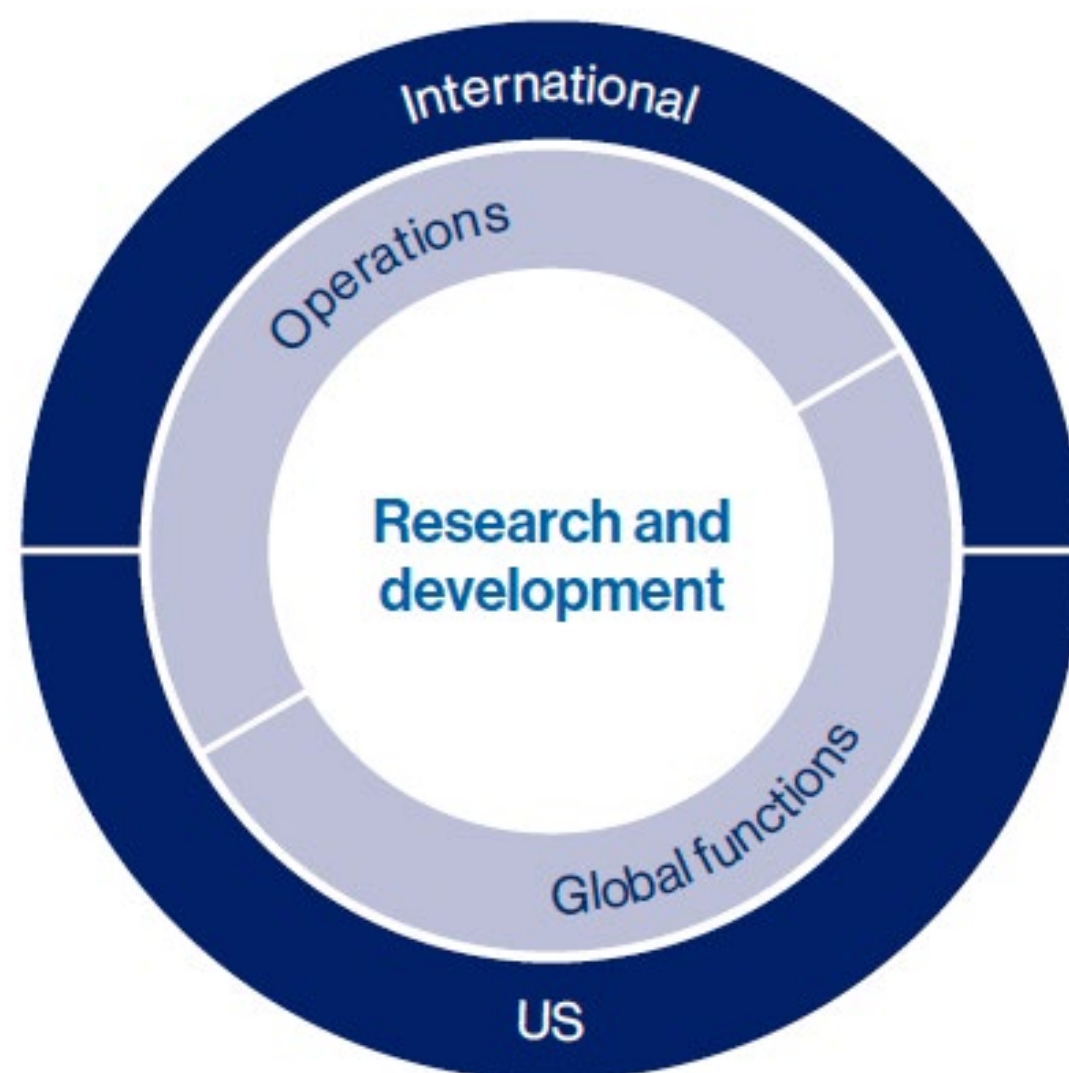 International
Operations
Research and
development
Global functions
US